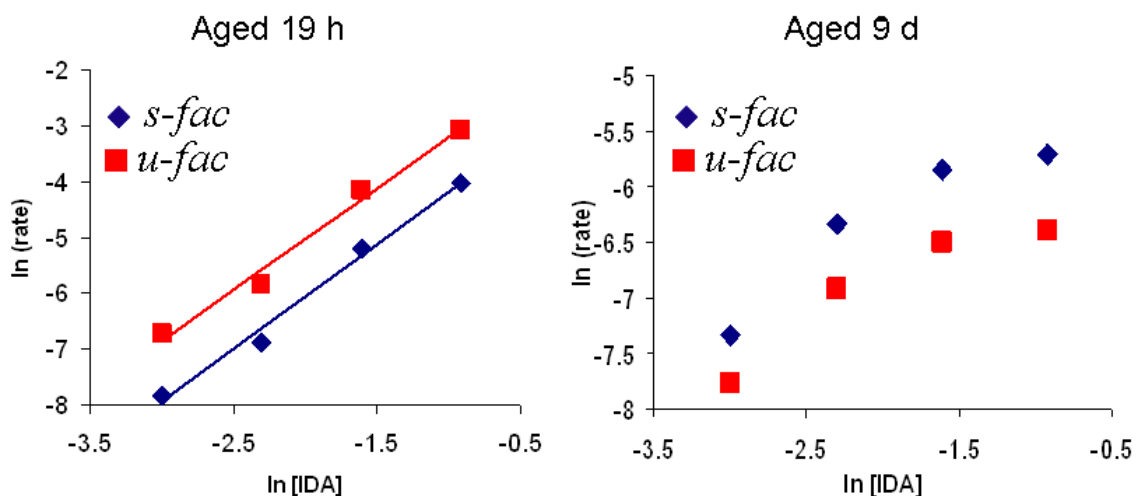 Aged 19 h
-2
-3
-4
-5
-6
-7
-8
ln (rate)
s-fac
u-fac
-3.5 -2.5 -1.5 -0.5
ln [IDA]
Aged 9 d
-5
-5.5
-6
-6.5
-7
-7.5
-8
ln (rate)
s-fac
u-fac
-3.5 -2.5 -1.5 -0.5
ln [IDA]